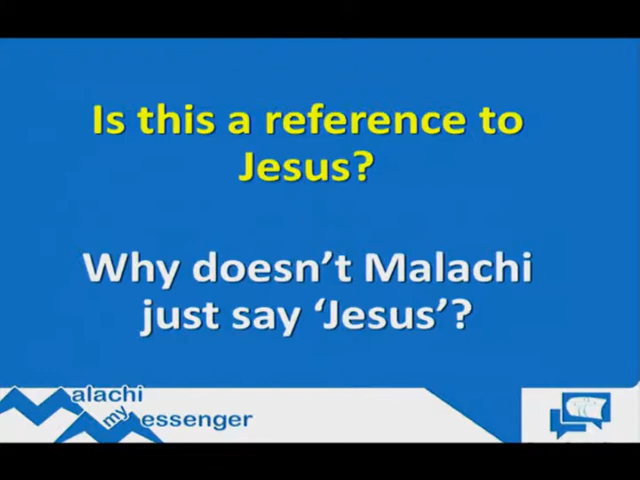 Is this a reference to
Jesus?
Why doesn’t Malachi
just say ‘Jesus’?
Malachi
my
Messenger